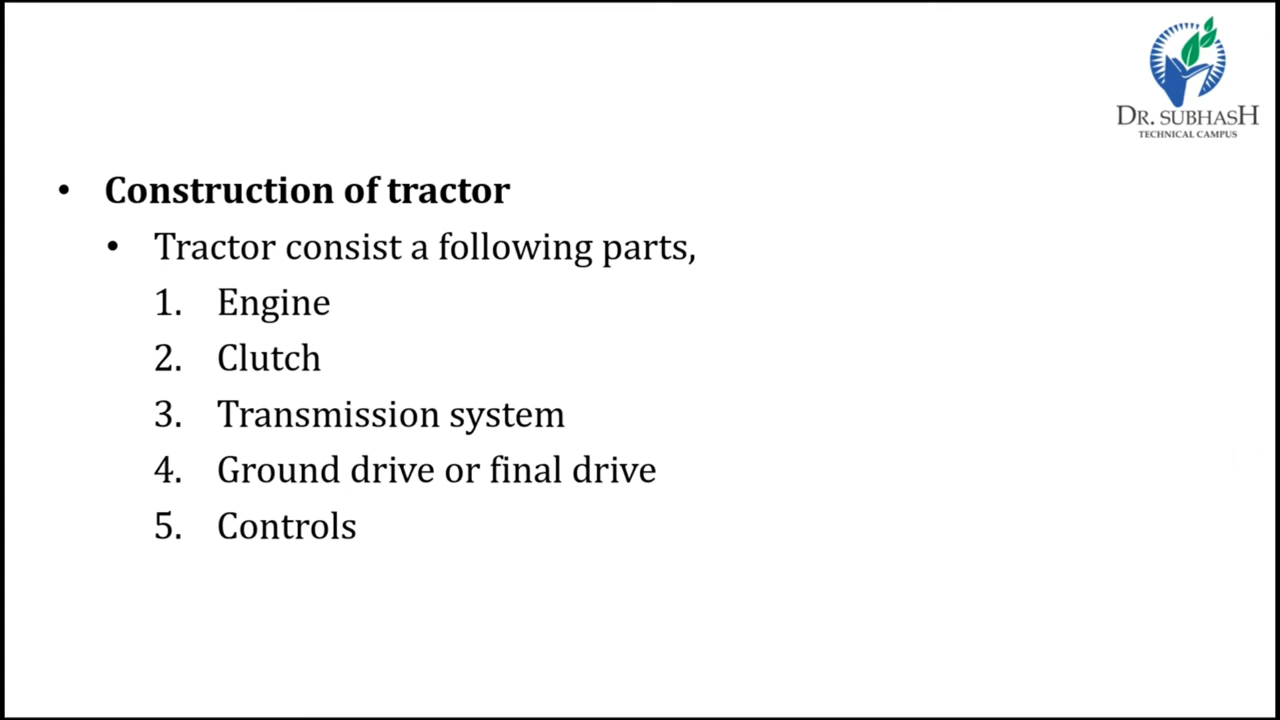 DR. SUBHASH
TECHNICAL CAMPUS
• Construction of tractor
• Tractor consist a following parts,
1. Engine
2. Clutch
3. Transmission system
4. Ground drive or final drive
5. Controls